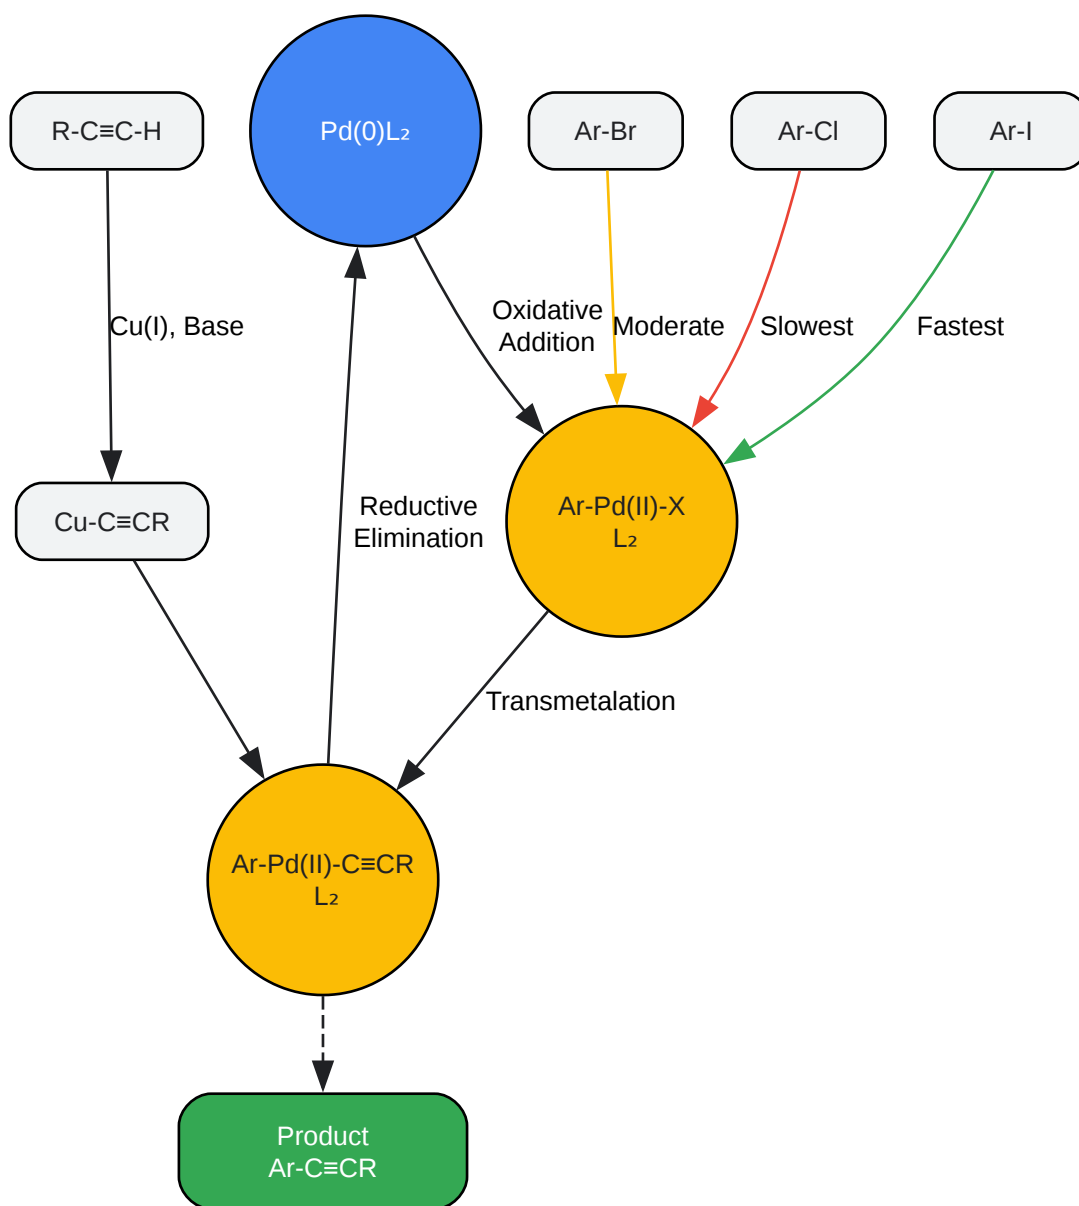 R-C≡C-H
Pd(0)L₂
Ar-Br
Ar-Cl
Ar-I
Cu(I), Base
Oxidative
Addition
Moderate
Slowest
Fastest
Cu-C≡CR
Reductive
Elimination
Ar-Pd(II)-X
L₂
Transmetalation
Ar-Pd(II)-C≡CR
L₂
Product
Ar-C≡CR